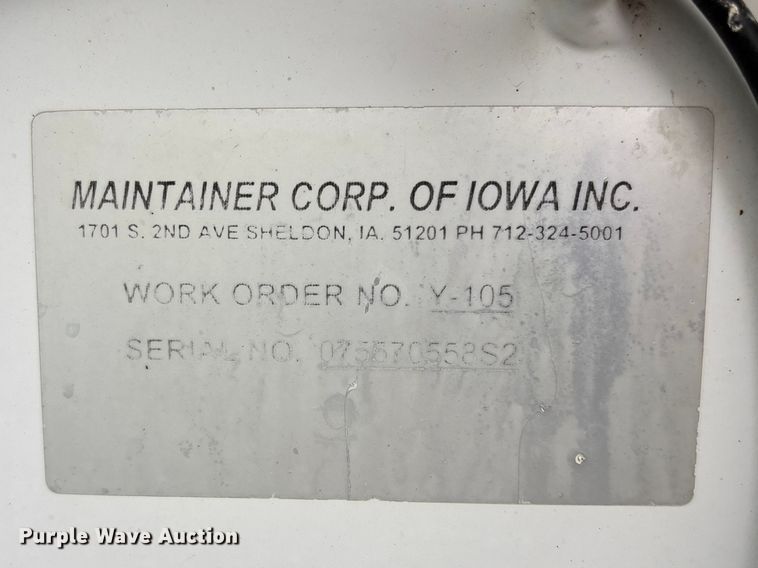 MAINTAINER CORP. OF IOWA INC.
1701 S. 2ND AVE SHELDON, IA. 51201 PH 712-324-5001
WORK ORDER NO. Y-105
SERIAL NO. 075570558S2
Purple Wave Auction